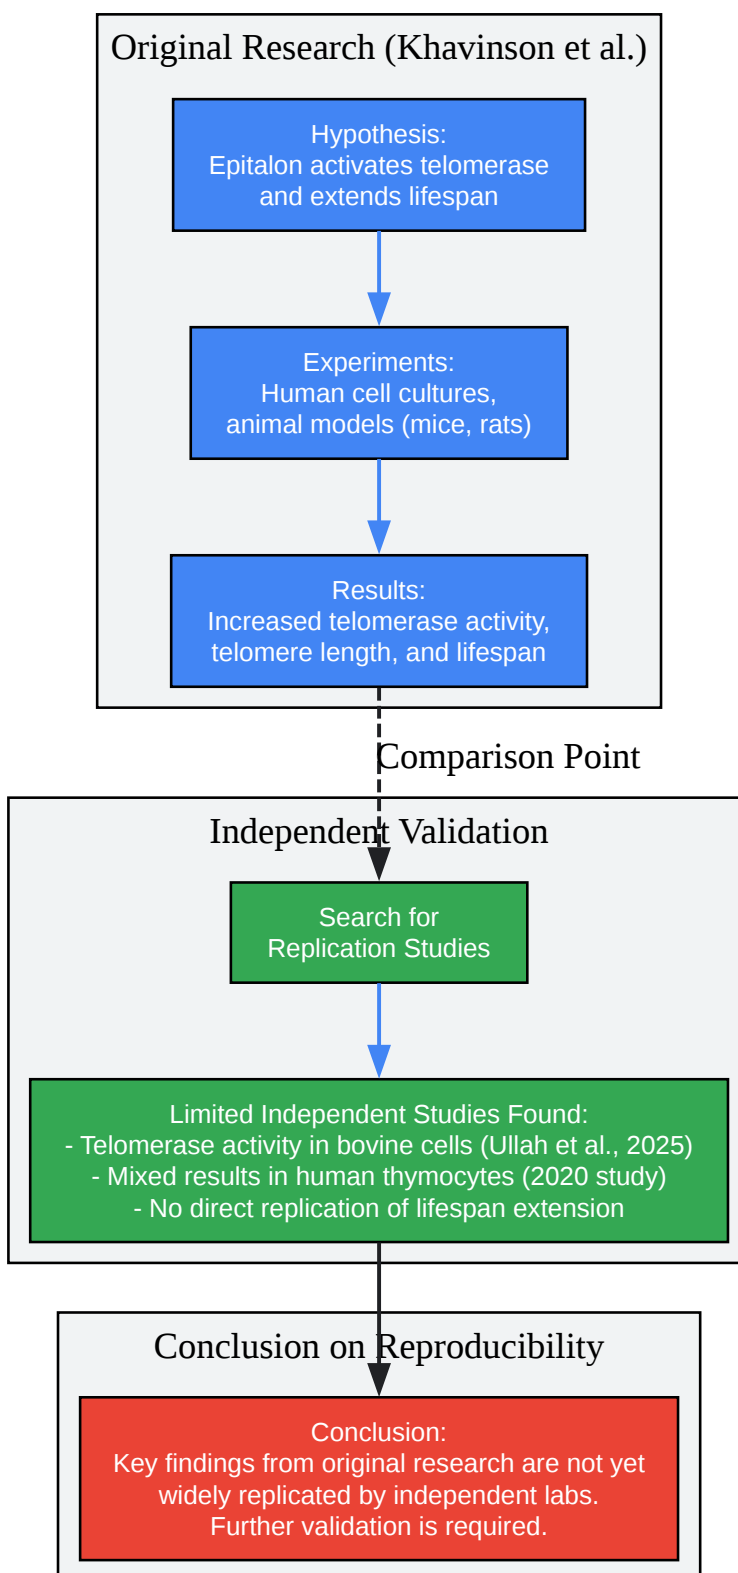 Original Research (Khavinson et al.)
Hypothesis:
Epitalon activates telomerase
and extends lifespan
Experiments:
Human cell cultures,
animal models (mice, rats)
Results:
Increased telomerase activity,
telomere length, and lifespan
Comparison Point
Independent Validation
Search for
Replication Studies
Limited Independent Studies Found:
- Telomerase activity in bovine cells (Ullah et al., 2025)
- Mixed results in human thymocytes (2020 study)
- No direct replication of lifespan extension
Conclusion on Reproducibility
Conclusion:
Key findings from original research are not yet
widely replicated by independent labs.
Further validation is required.